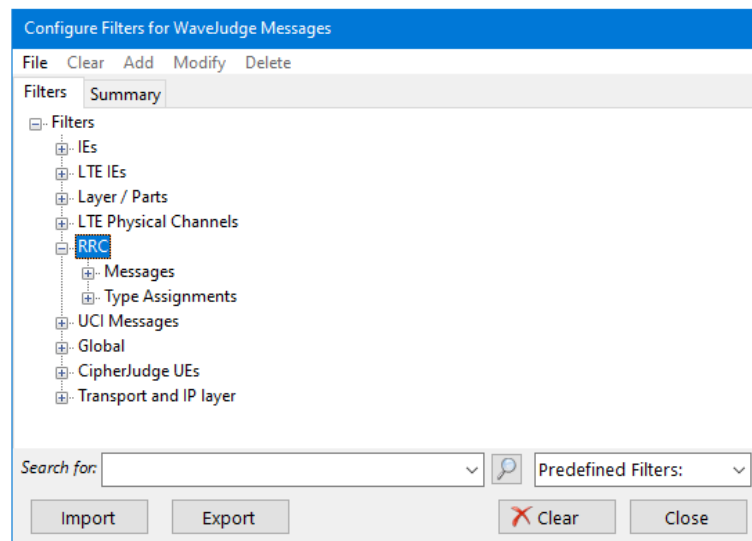 Configure Filters for WaveJudge Messages
File Clear Add Modify Delete
Filters Summary
Filters
IEs
LTE IEs
Layer / Parts
LTE Physical Channels
RRC
Messages
Type Assignments
UCI Messages
Global
CipherJudge UEs
Transport and IP layer
Search for: Predefined Filters:
Import Export Clear Close